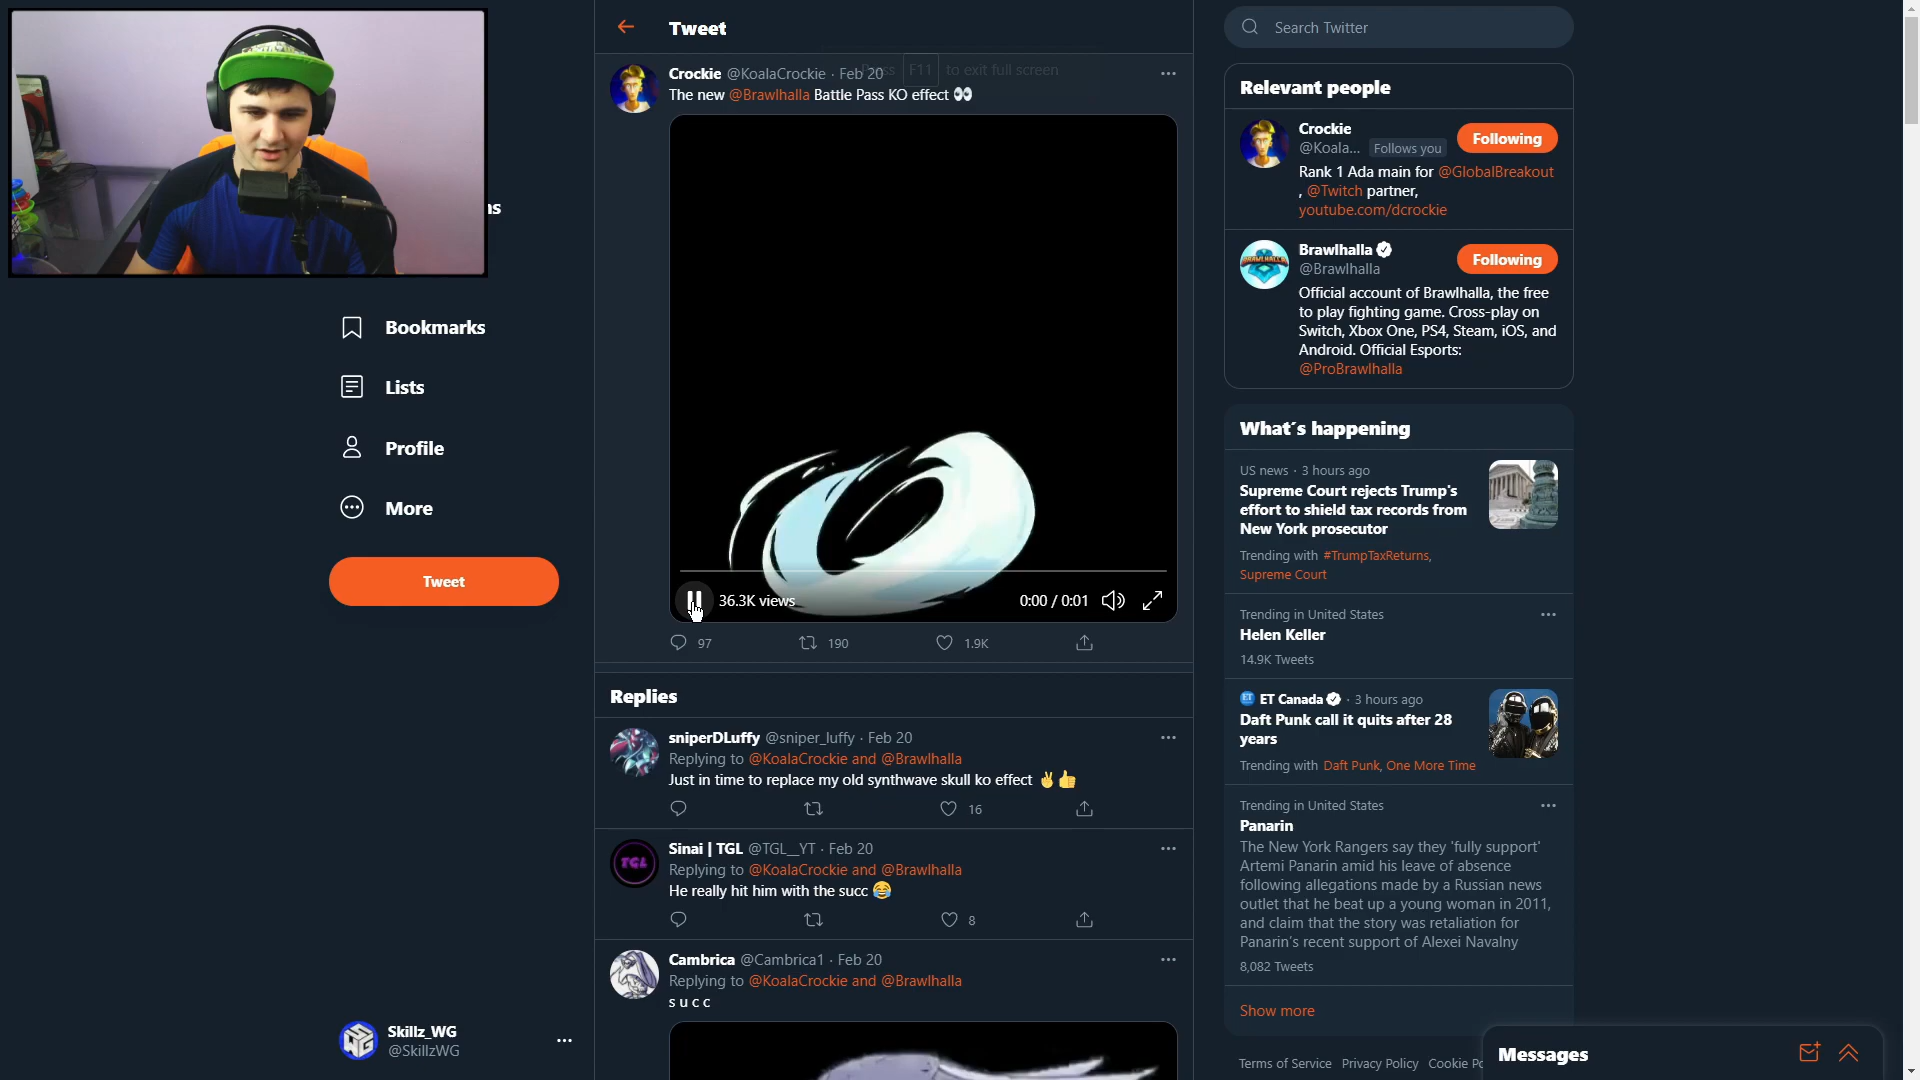 ns
Bookmarks
Lists
Profile
More
Tweet
Skillz_WG
@SkillzWG
Tweet
Crockie @KoalaCrockie · Feb 20
F11 to exit full screen
The new @Brawlhalla Battle Pass KO effect 👀
36.3K views
0:00 / 0:01
97
190
1.9K
Replies
sniperDLuffy @sniper_luffy · Feb 20
Replying to @KoalaCrockie and @Brawlhalla
Just in time to replace my old synthwave skull ko effect ✌👍
16
TGL
Sinai | TGL @TGL__YT · Feb 20
Replying to @KoalaCrockie and @Brawlhalla
He really hit him with the succ 😂
8
Cambrica @Cambrica1 · Feb 20
Replying to @KoalaCrockie and @Brawlhalla
s u c c
Search Twitter
Relevant people
Crockie
@Koala... Follows you
Following
Rank 1 Ada main for @GlobalBreakout
, @Twitch partner,
youtube.com/dcrockie
BRAWLHALLA
Brawlhalla
@Brawlhalla
Following
Official account of Brawlhalla, the free
to play fighting game. Cross-play on
Switch, Xbox One, PS4, Steam, iOS, and
Android. Official Esports:
@ProBrawlhalla
What's happening
US news · 3 hours ago
Supreme Court rejects Trump's
effort to shield tax records from
New York prosecutor
Trending with #TrumpTaxReturns,
Supreme Court
Trending in United States
Helen Keller
14.9K Tweets
ET ET Canada · 3 hours ago
Daft Punk call it quits after 28
years
Trending with Daft Punk, One More Time
Trending in United States
Panarin
The New York Rangers say they 'fully support'
Artemi Panarin amid his leave of absence
following allegations made by a Russian news
outlet that he beat up a young woman in 2011,
and claim that the story was retaliation for
Panarin's recent support of Alexei Navalny
8,082 Tweets
Show more
Terms of Service Privacy Policy Cookie Po
Messages